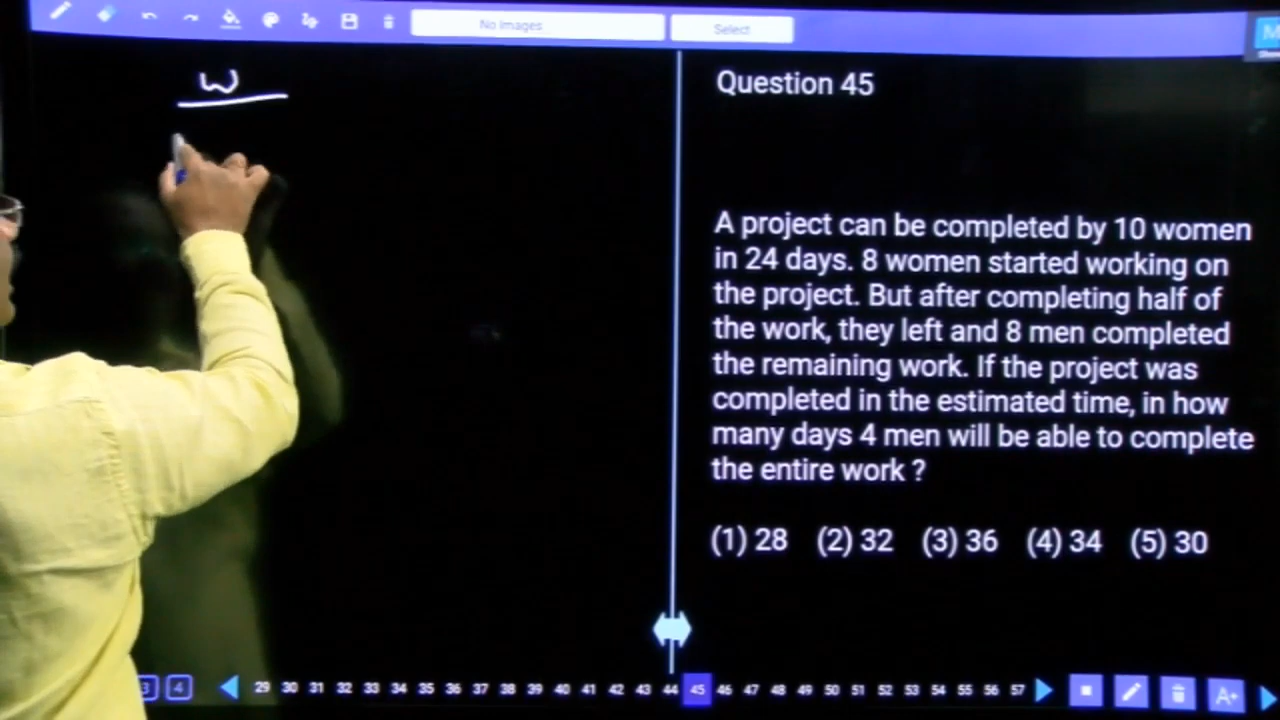 No Images
Select
W
Question 45
A project can be completed by 10 women
in 24 days. 8 women started working on
the project. But after completing half of
the work, they left and 8 men completed
the remaining work. If the project was
completed in the estimated time, in how
many days 4 men will be able to complete
the entire work ?
(1) 28 (2) 32 (3) 36 (4) 34 (5) 30
3 4 29 30 31 32 33 34 35 36 37 38 39 40 41 42 43 44 45 46 47 48 49 50 51 52 53 54 55 56 57 A+